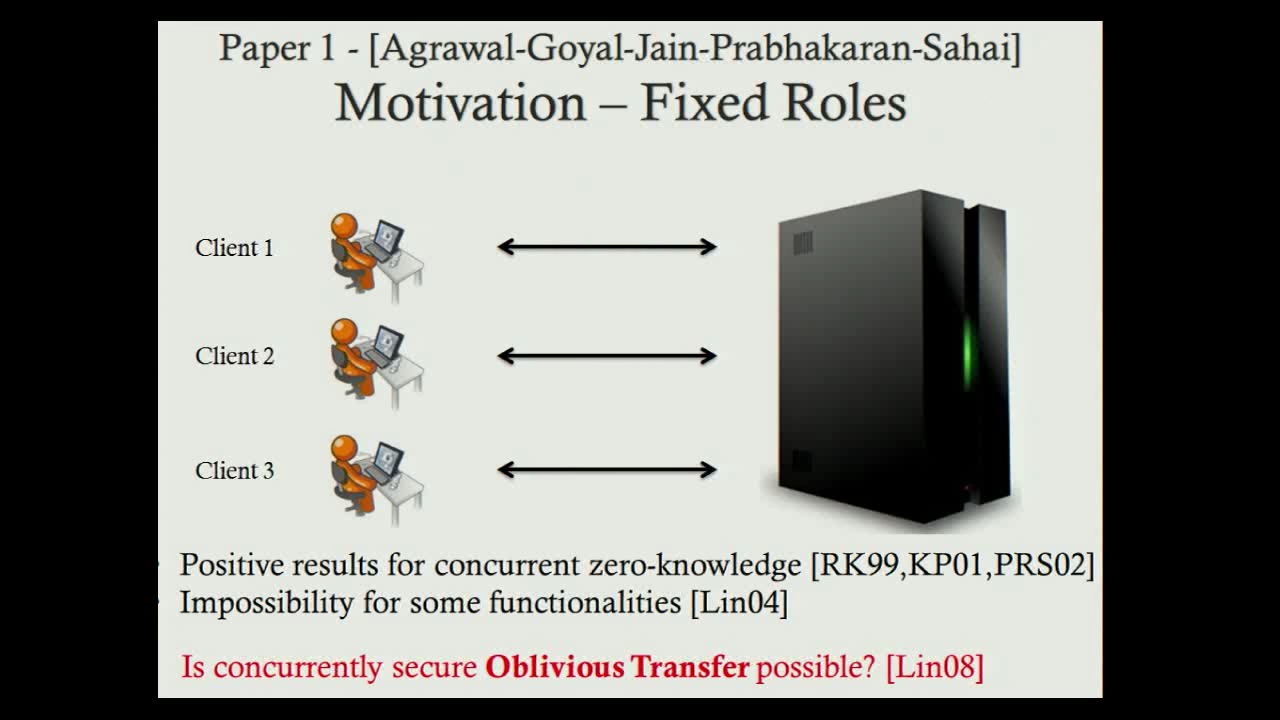 Paper 1 - [Agrawal-Goyal-Jain-Prabhakaran-Sahai]
Motivation – Fixed Roles
Client 1
Client 2
Client 3
Positive results for concurrent zero-knowledge [RK99,KP01,PRS02]
Impossibility for some functionalities [Lin04]
Is concurrently secure Oblivious Transfer possible? [Lin08]